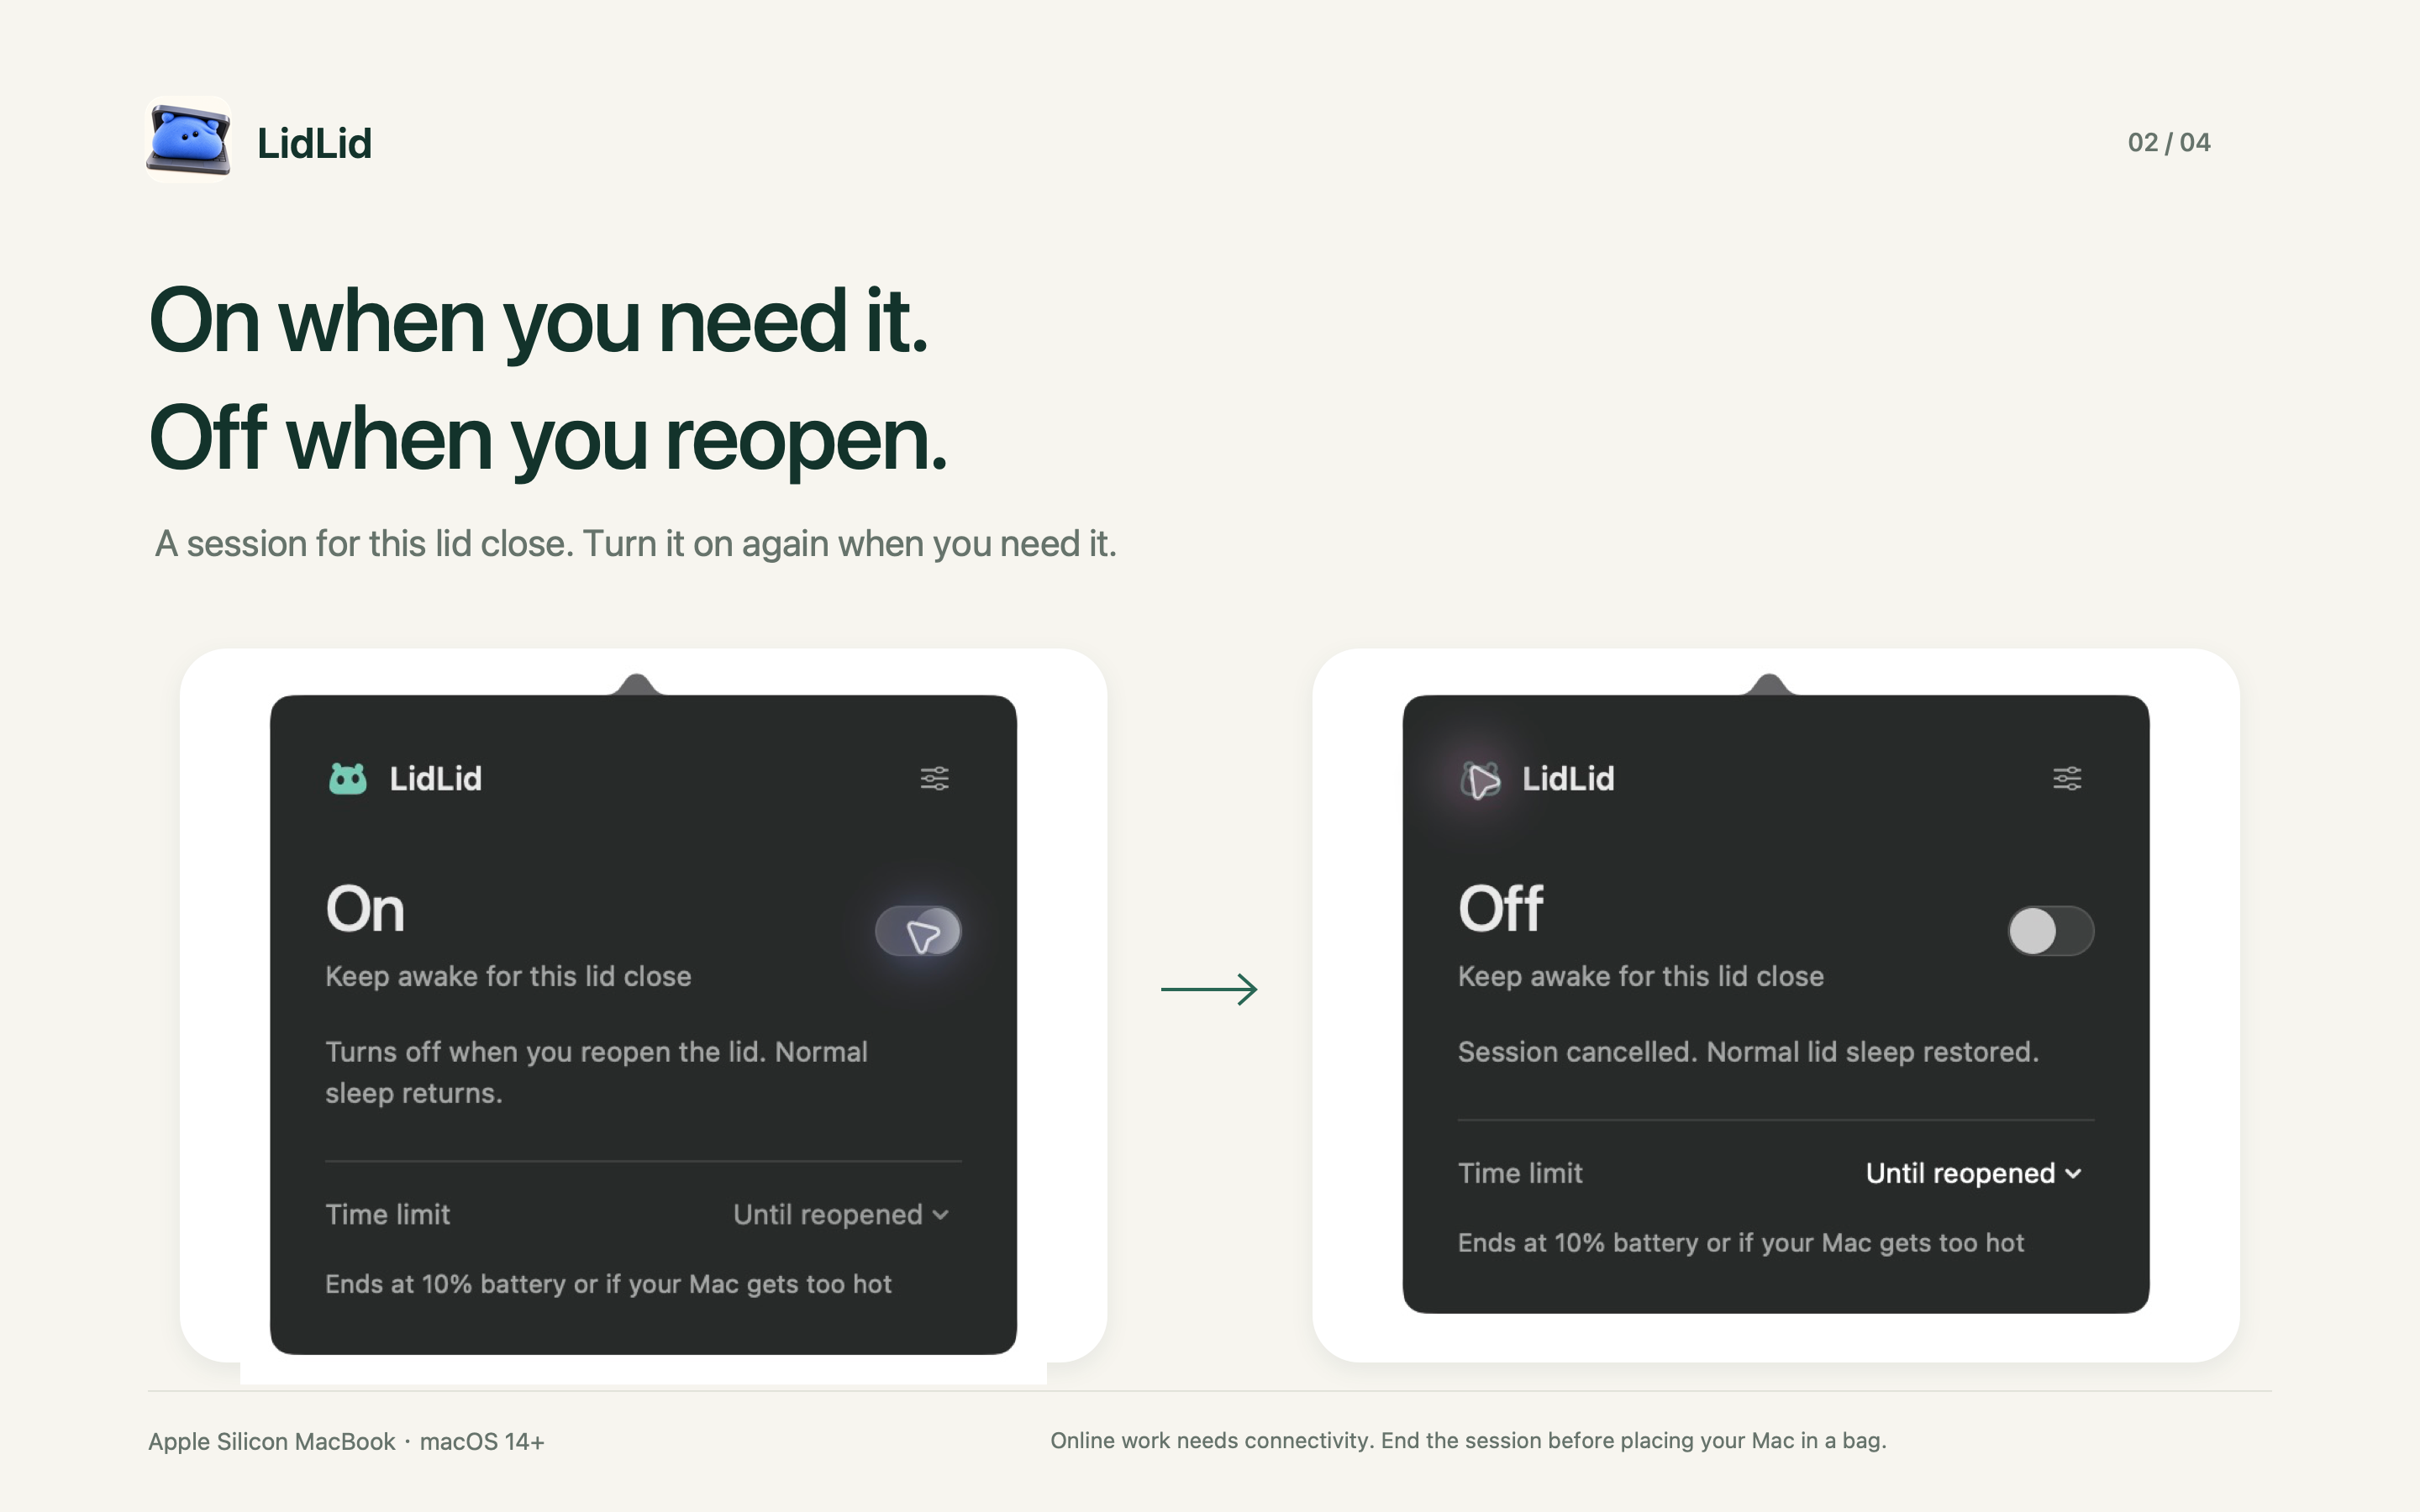 LidLid
02 / 04
On when you need it.
Off when you reopen.
A session for this lid close. Turn it on again when you need it.
LidLid
On
Keep awake for this lid close
Turns off when you reopen the lid. Normal
sleep returns.
Time limit
Until reopened
Ends at 10% battery or if your Mac gets too hot
LidLid
Off
Keep awake for this lid close
Session cancelled. Normal lid sleep restored.
Time limit
Until reopened
Ends at 10% battery or if your Mac gets too hot
Apple Silicon MacBook · macOS 14+
Online work needs connectivity. End the session before placing your Mac in a bag.